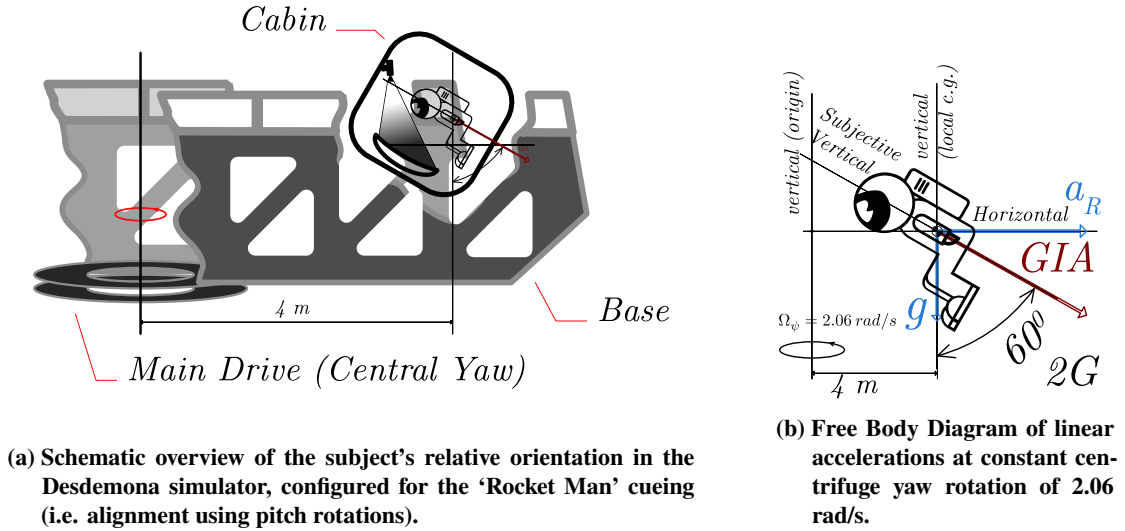 Cabin
4 m
Base
Main Drive (Central Yaw)
(a) Schematic overview of the subject's relative orientation in the
Desdemona simulator, configured for the 'Rocket Man' cueing
(i.e. alignment using pitch rotations).
vertical (origin)
Subjective
Vertical
vertical
(local c.g.)
a_R
Horizontal
GIA
g
Ω_ψ = 2.06 rad/s
60⁰
4 m
2G
(b) Free Body Diagram of linear
accelerations at constant cen-
trifuge yaw rotation of 2.06
rad/s.